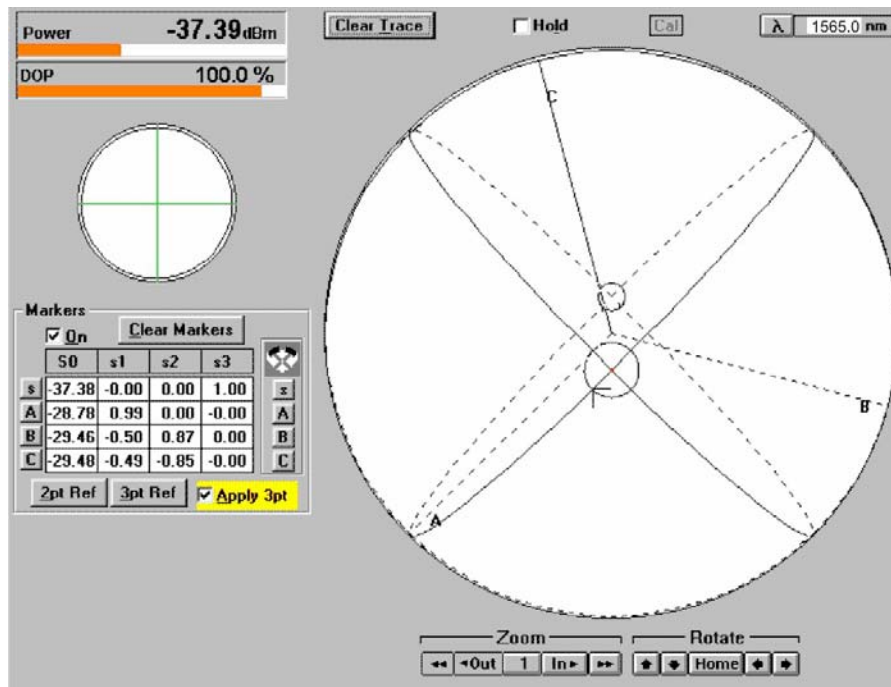 Power -37.39dBm
DOP 100.0 %
Clear Trace Hold Cal λ 1565.0 nm
C
B
A
Markers
On Clear Markers
S0 s1 s2 s3
s -37.38 -0.00 0.00 1.00 s
A -28.78 0.99 0.00 -0.00 A
B -29.46 -0.50 0.87 0.00 B
C -29.48 -0.49 -0.85 -0.00 C
2pt Ref 3pt Ref Apply 3pt
Zoom Rotate
◄◄ ◄Out 1 In► ►► Home